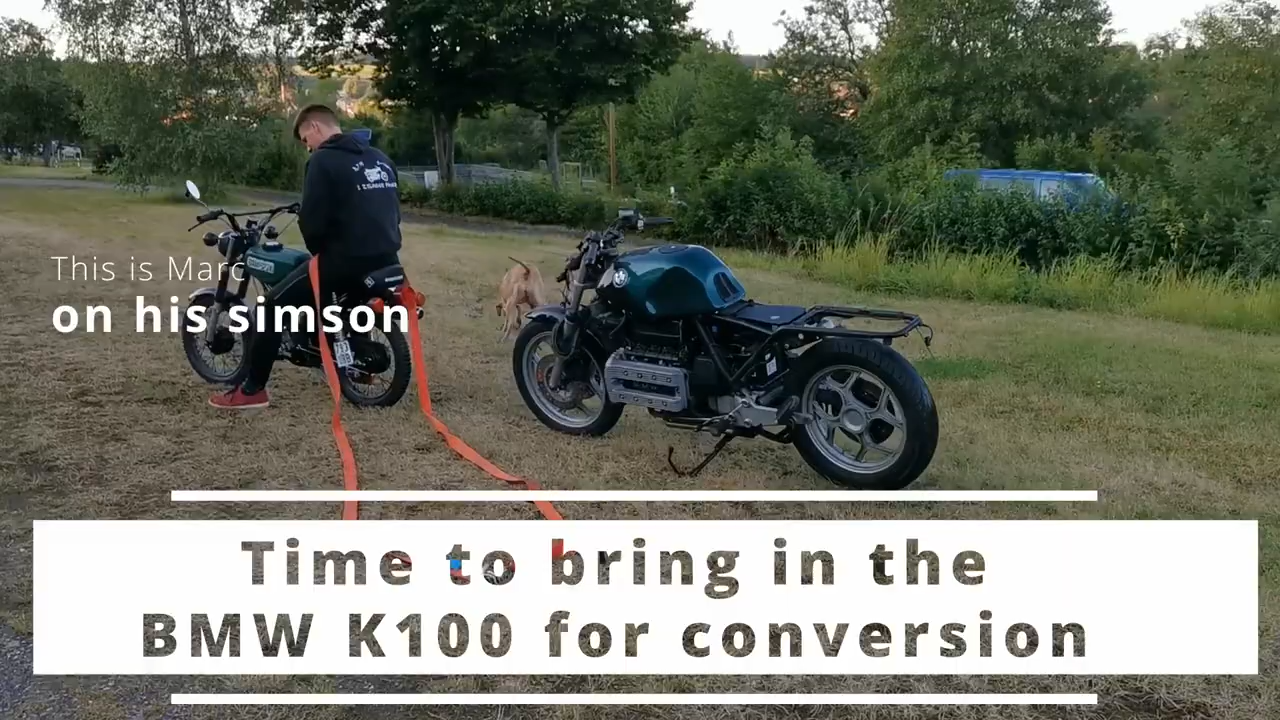 This is Marc
on his simson
Time to bring in the
BMW K100 for conversion